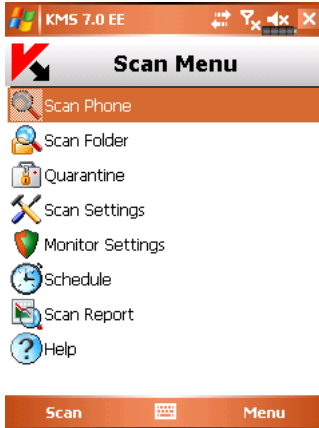 KMS 7.0 EE
Scan Menu
Scan Phone
Scan Folder
Quarantine
Scan Settings
Monitor Settings
Schedule
Scan Report
Help
Scan Menu